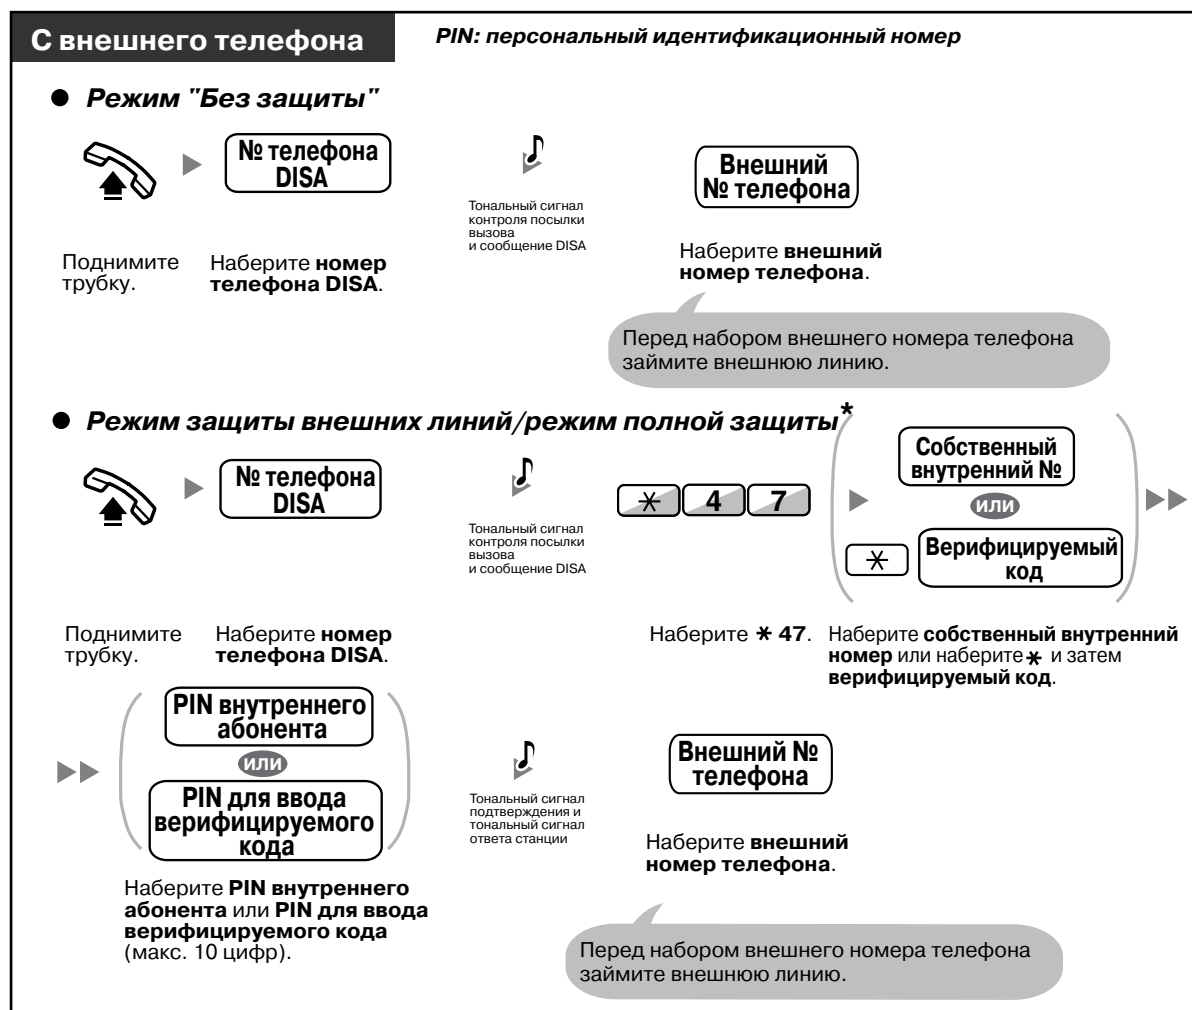 С внешнего телефона
PIN: персональный идентификационный номер
● Режим "Без защиты"
№ телефона
DISA
Внешний
№ телефона
Тональный сигнал
контроля посылки
вызова
и сообщение DISA
Поднимите
трубку.
Наберите номер
телефона DISA.
Наберите внешний
номер телефона.
Перед набором внешнего номера телефона
займите внешнюю линию.
● Режим защиты внешних линий/режим полной защиты*
№ телефона
DISA
Тональный сигнал
контроля посылки
вызова
и сообщение DISA
* 4 7
Собственный
внутренний №
или
* Верифицируемый
код
Поднимите
трубку.
Наберите номер
телефона DISA.
Наберите * 47.
Наберите собственный внутренний
номер или наберите * и затем
верифицируемый код.
PIN внутреннего
абонента
или
PIN для ввода
верифицируемого
кода
Тональный сигнал
подтверждения и
тональный сигнал
ответа станции
Внешний №
телефона
Наберите PIN внутреннего
абонента или PIN для ввода
верифицируемого кода
(макс. 10 цифр).
Наберите внешний
номер телефона.
Перед набором внешнего номера телефона
займите внешнюю линию.